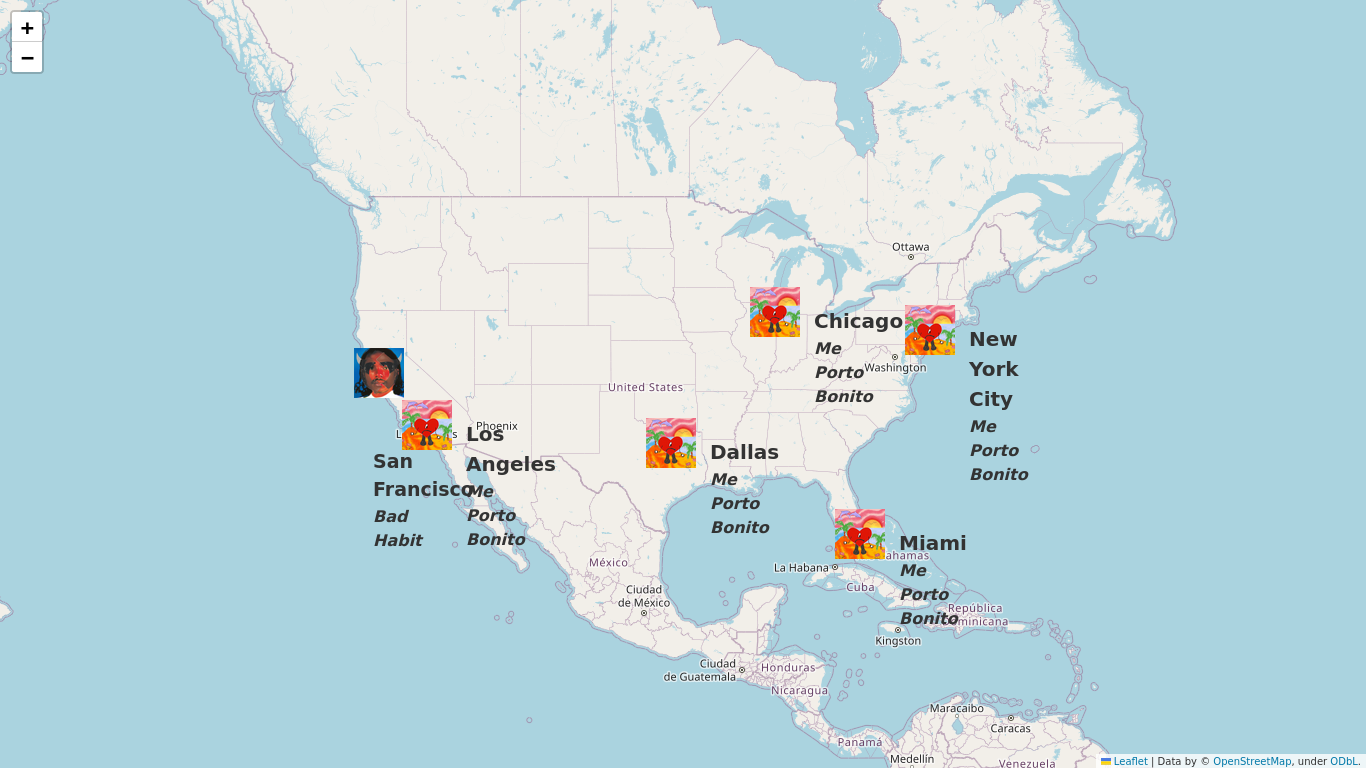 +
−
Ottawa
Chicago
Me
Porto
Bonito
New
York
City
Me
Porto
Bonito
Washington
United States
Phoenix
Los
Angeles
Me
Porto
Bonito
San
Francisco
Bad
Habit
Dallas
Me
Porto
Bonito
Miami
Me
Porto
Bonito
La Habana
Cuba
México
Ciudad
de México
República
Kingston
Ciudad
de Guatemala
Honduras
Nicaragua
Maracaibo
Caracas
Panamá
Medellín
Venezuela
Leaflet | Data by © OpenStreetMap, under ODbL.